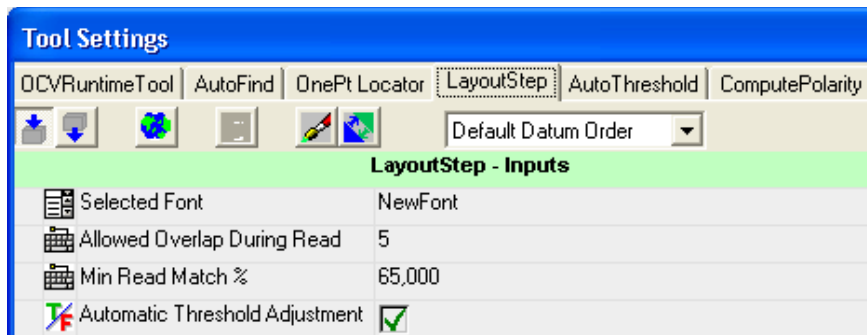 Tool Settings
OCVRuntimeTool AutoFind OnePt Locator LayoutStep AutoThreshold ComputePolarity
Default Datum Order
LayoutStep - Inputs
Selected Font NewFont
Allowed Overlap During Read 5
Min Read Match % 65,000
T/F Automatic Threshold Adjustment